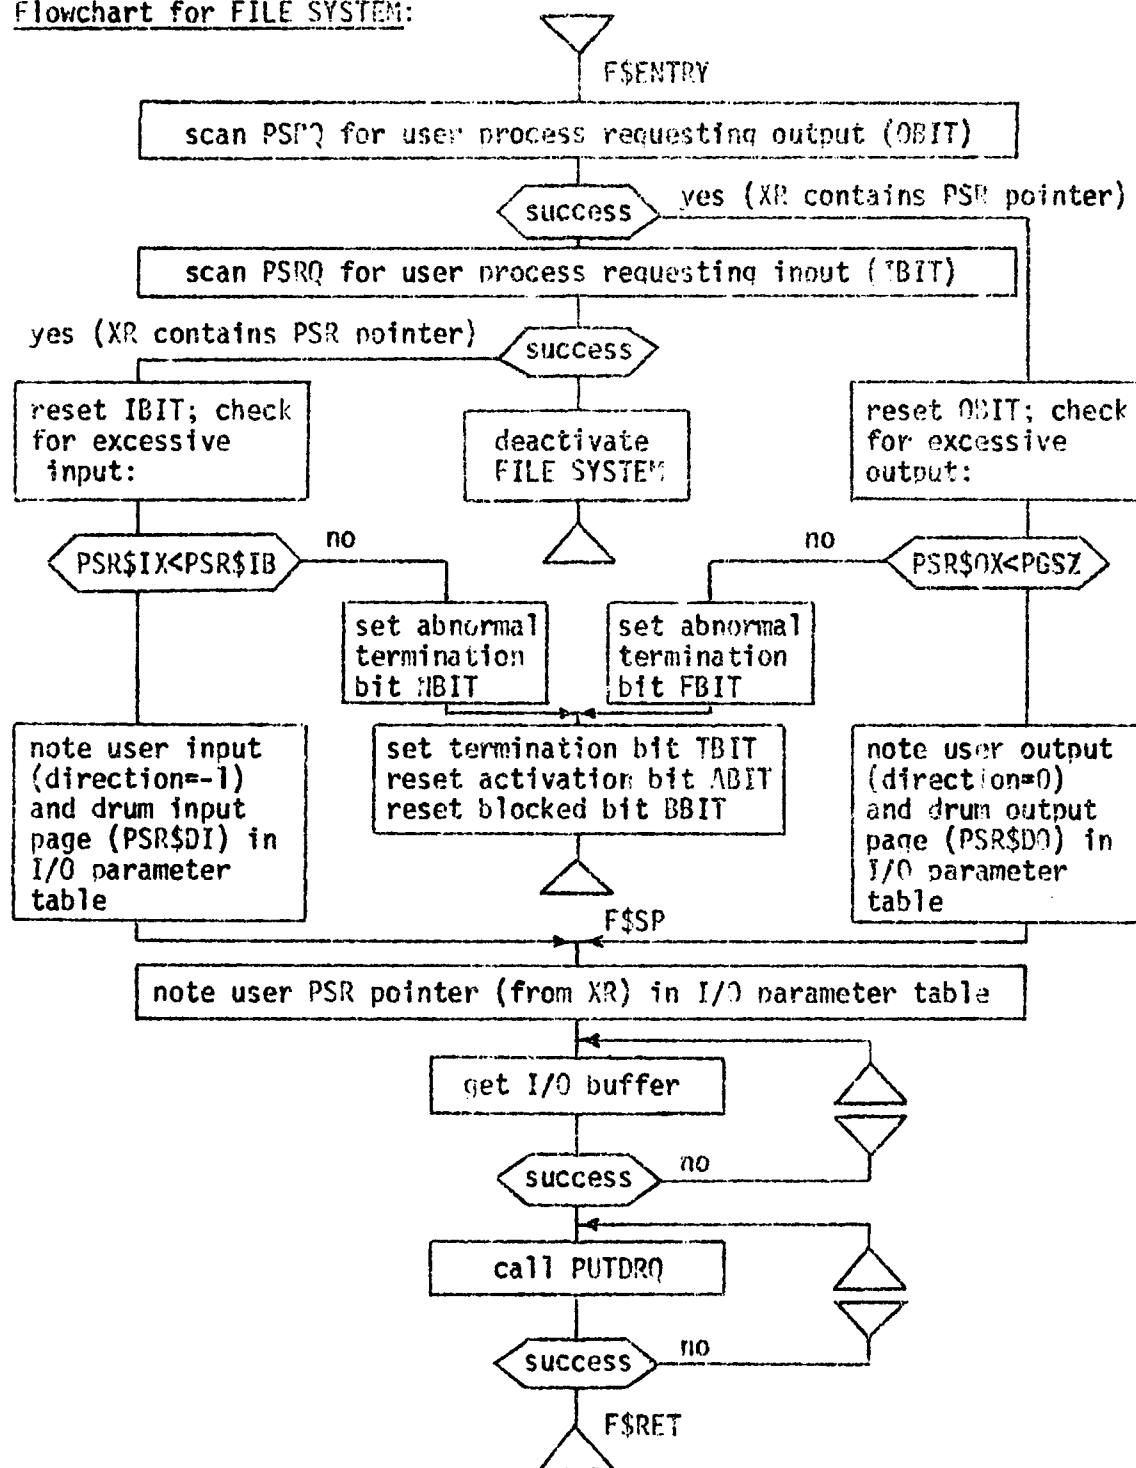 Flowchart for FILE SYSTEM:
F$ENTRY
scan PSRQ for user process requesting output (OBIT)
success
yes (XR contains PSR pointer)
scan PSRQ for user process requesting input (IBIT)
yes (XR contains PSR pointer)
success
reset IBIT; check
for excessive
input:
deactivate
FILE SYSTEM
reset OBIT; check
for excessive
output:
PSR$IX<PSR$IB
no
no
PSR$OX<PGSZ
set abnormal
termination
bit NBIT
set abnormal
termination
bit FBIT
note user input
(direction=-1)
and drum input
page (PSR$DI) in
I/O parameter
table
set termination bit TBIT
reset activation bit ABIT
reset blocked bit BBIT
note user output
(direction=0)
and drum output
page (PSR$DO) in
I/O parameter
table
F$SP
note user PSR pointer (from XR) in I/O parameter table
get I/O buffer
success
no
call PUTDRQ
success
no
F$RET